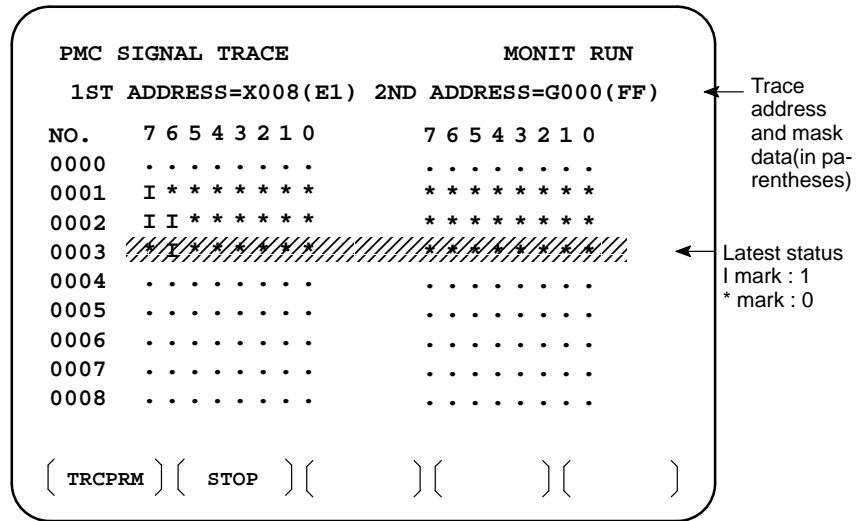 PMC SIGNAL TRACE MONIT RUN
1ST ADDRESS=X008(E1) 2ND ADDRESS=G000(FF)
NO. 7 6 5 4 3 2 1 0 7 6 5 4 3 2 1 0
0000 . . . . . . . . . . . . . . . .
0001 I * * * * * * * * * * * * * * *
0002 I I * * * * * * * * * * * * * *
0003 * I * * * * * * * * * * * * * *
0004 . . . . . . . . . . . . . . . .
0005 . . . . . . . . . . . . . . . .
0006 . . . . . . . . . . . . . . . .
0007 . . . . . . . . . . . . . . . .
0008 . . . . . . . . . . . . . . . .
[ TRCPRM ] [ STOP ] [ ] [ ] [ ]
Trace
address
and mask
data(in pa-
rentheses)
Latest status
I mark : 1
* mark : 0